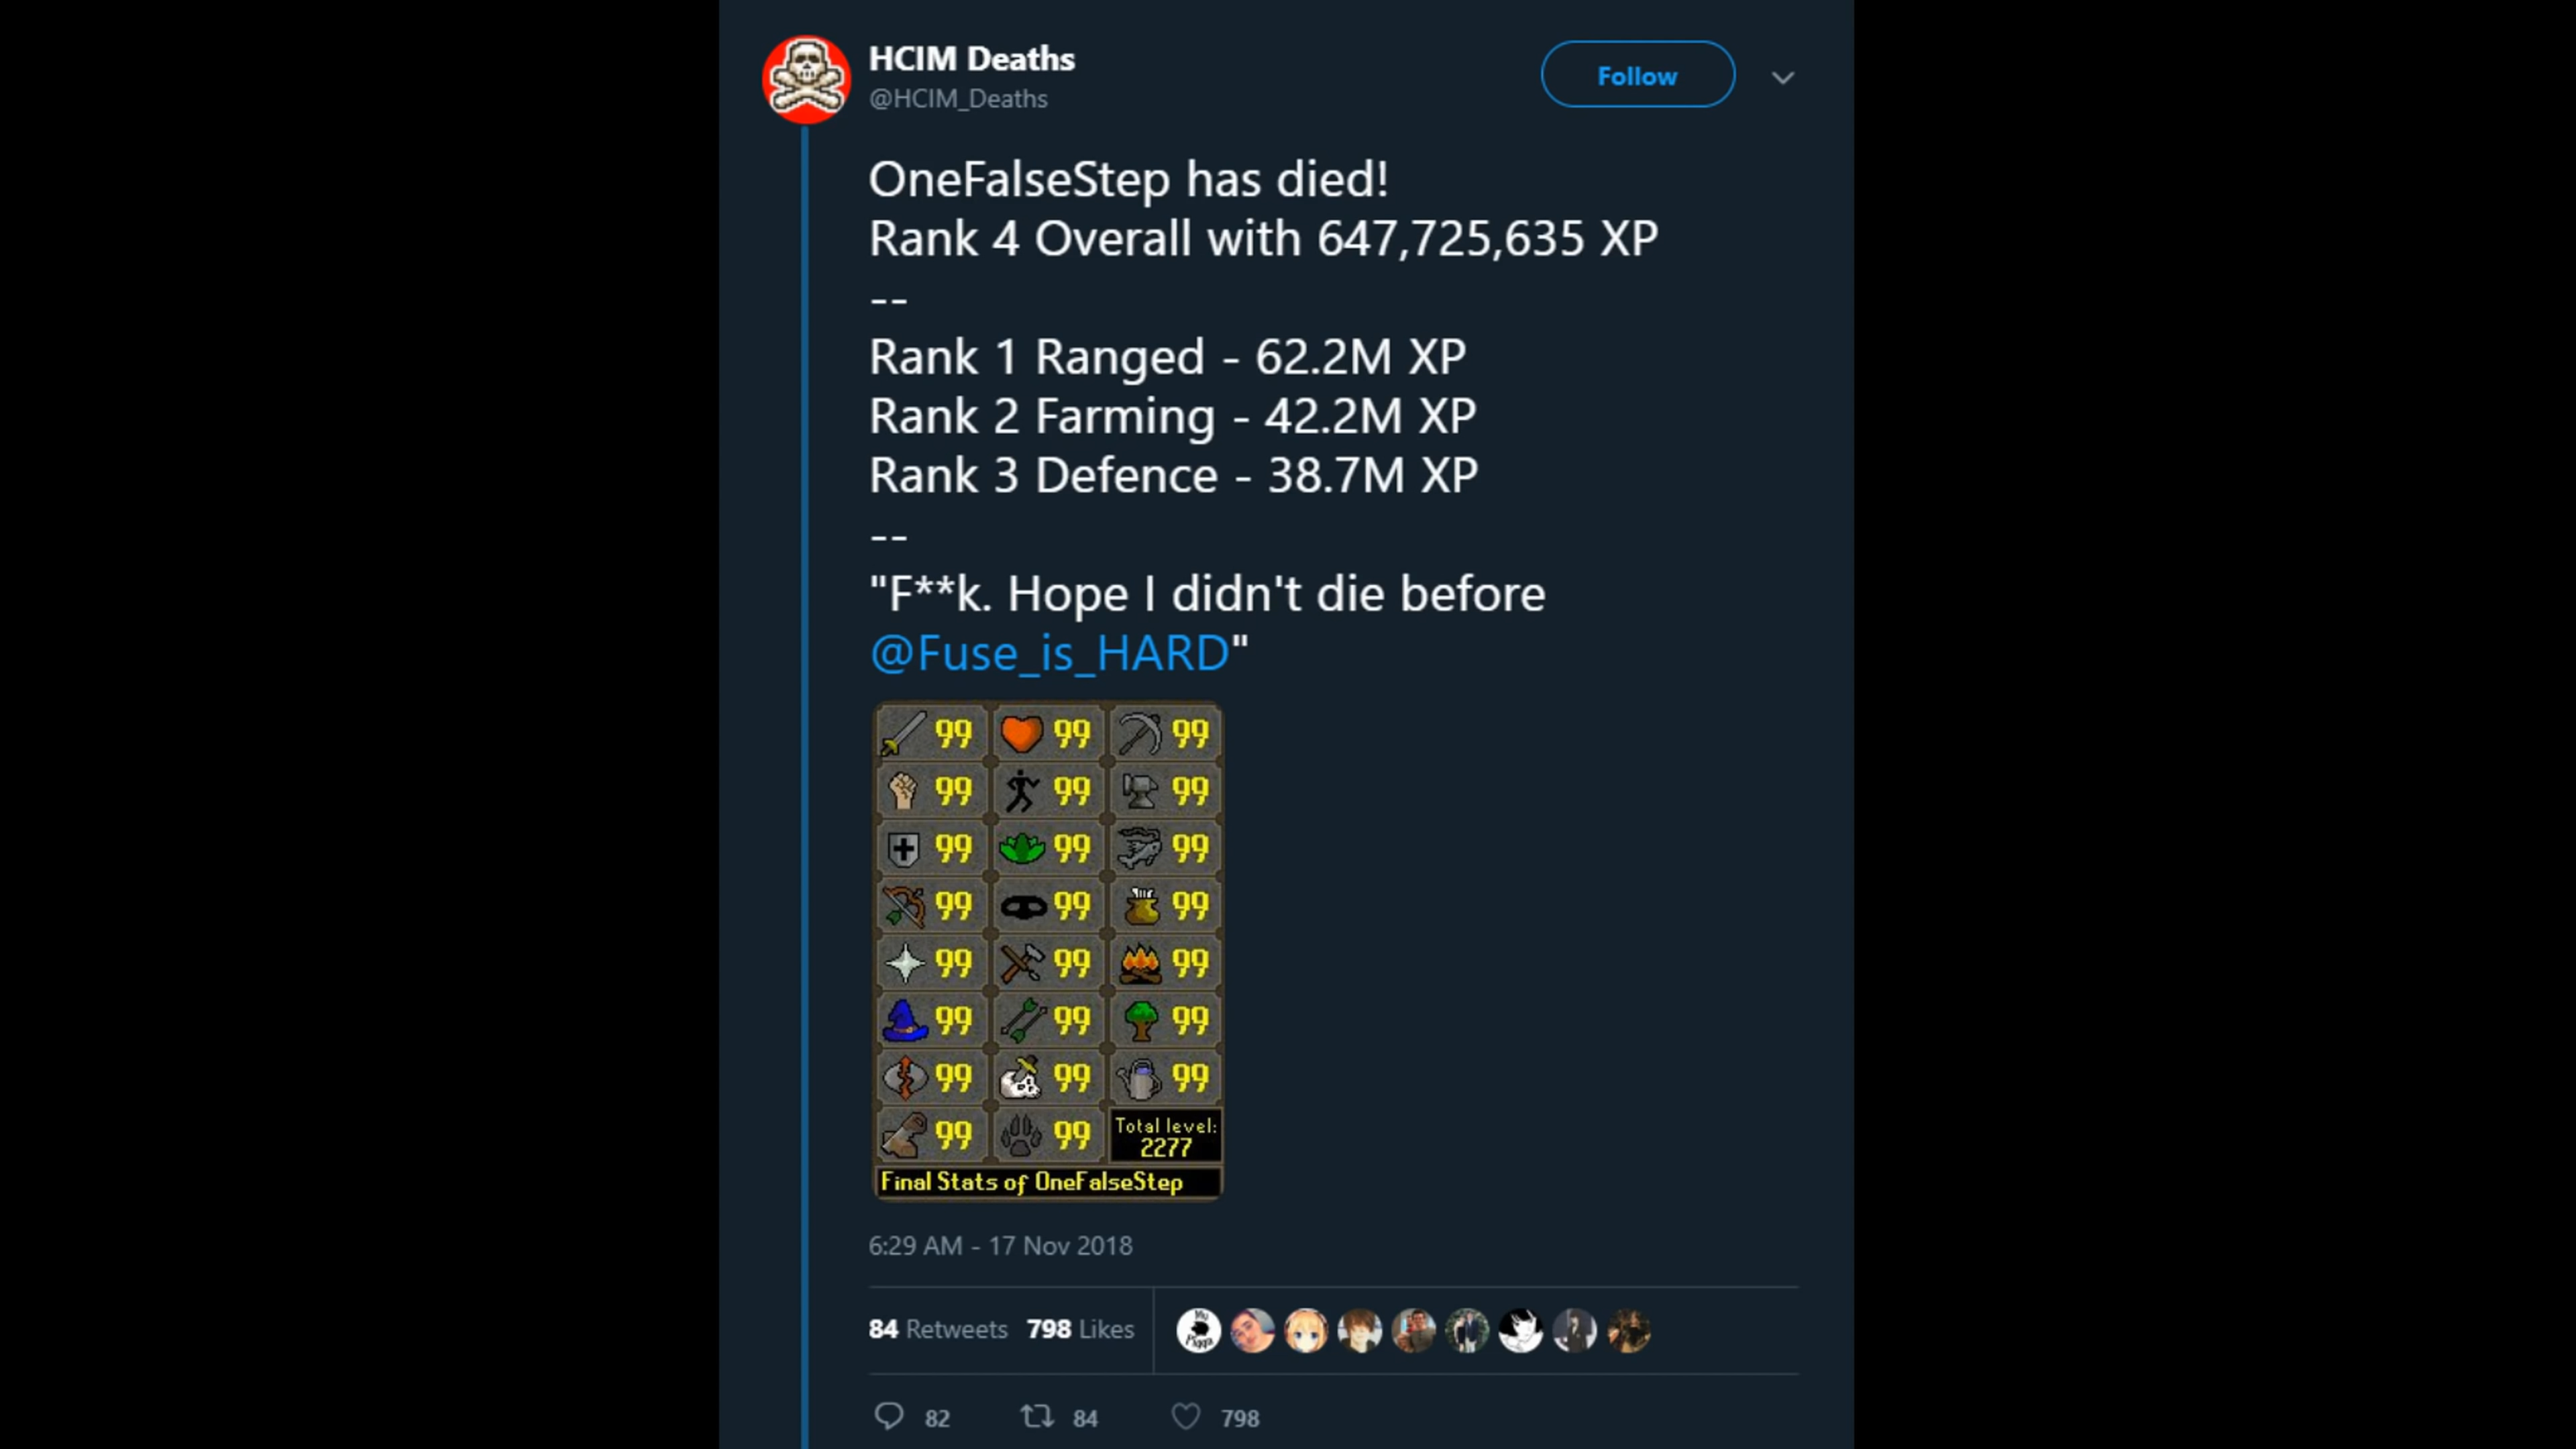 HCIM Deaths
@HCIM_Deaths
Follow
OneFalseStep has died!
Rank 4 Overall with 647,725,635 XP
--
Rank 1 Ranged - 62.2M XP
Rank 2 Farming - 42.2M XP
Rank 3 Defence - 38.7M XP
--
"F**k. Hope I didn't die before
@Fuse_is_HARD"
99 99 99
99 99 99
99 99 99
99 99 99
99 99 99
99 99 99
99 99 99
99 99 Total level:
2277
Final Stats of OneFalseStep
6:29 AM - 17 Nov 2018
84 Retweets 798 Likes
82 84 798